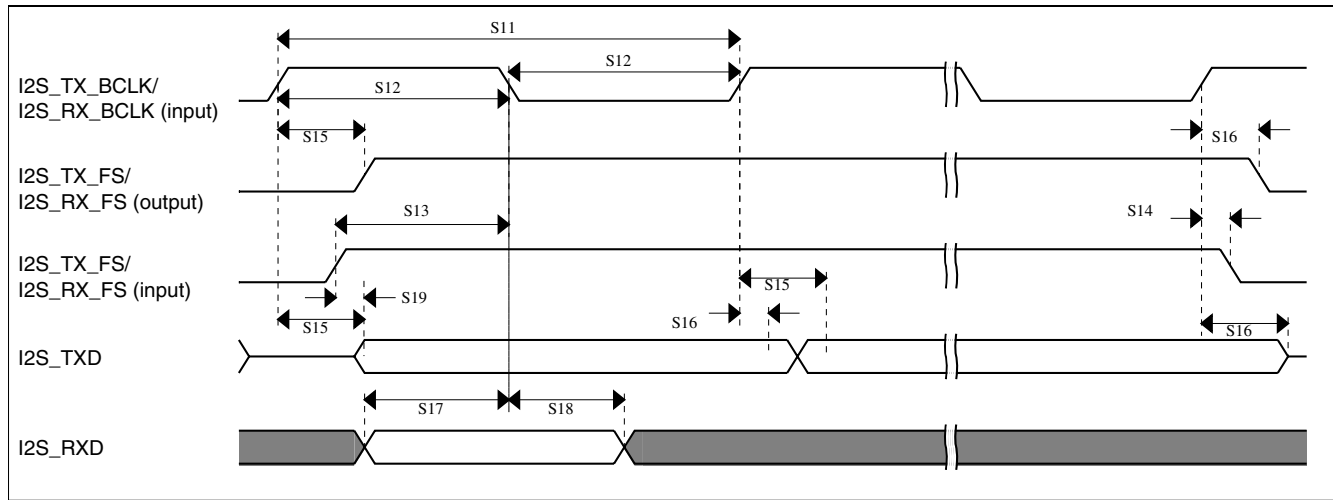 S11
I2S_TX_BCLK/
I2S_RX_BCLK (input)
S12
S12
S15
S16
I2S_TX_FS/
I2S_RX_FS (output)
S13
S14
I2S_TX_FS/
I2S_RX_FS (input)
S19
S15
S15
S16
S16
I2S_TXD
S17
S18
I2S_RXD